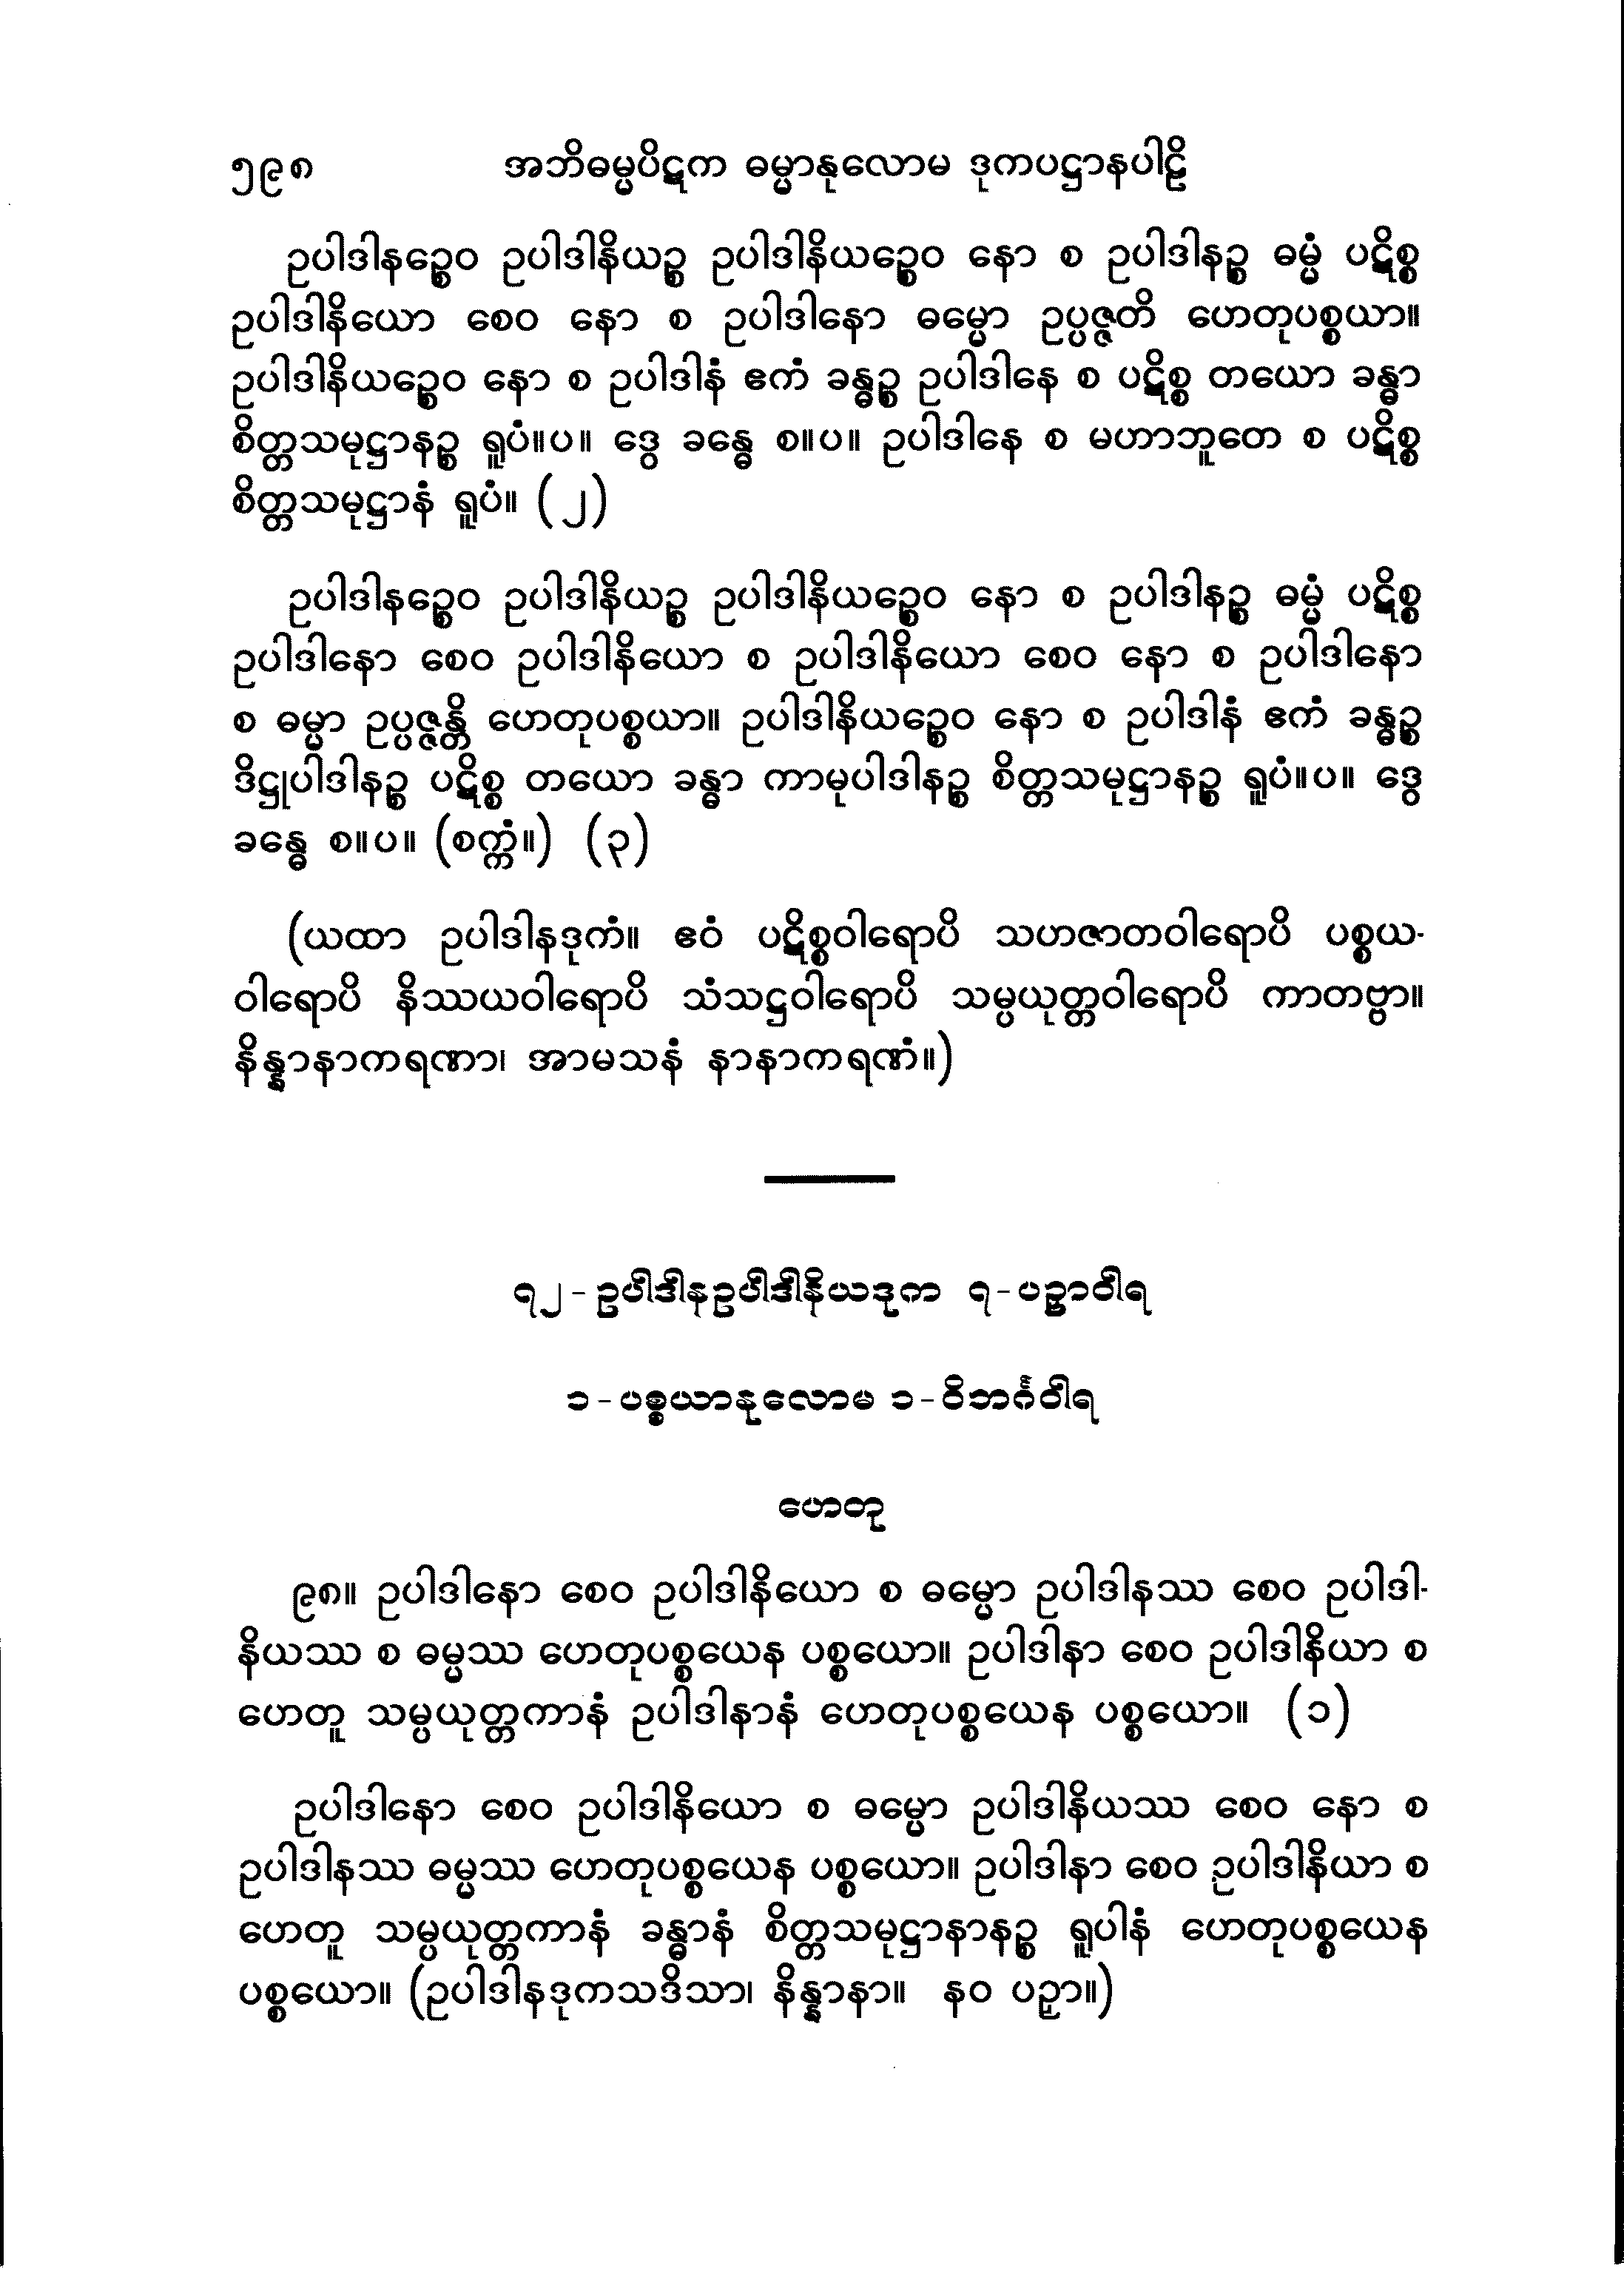 ၅၉၈ အဘိဓမ္မပိဋက ဓမ္မာနုလောမ ဒုကပဋ္ဌာနပါဠိ
ဥပါဒါနဉ္စေဝ ဥပါဒါနိယဉ္စ ဥပါဒါနိယဉ္စေဝ နော စ ဥပါဒါနဉ္စ ဓမ္မံ ပဋိစ္စ
ဥပါဒါနိယော စေဝ နော စ ဥပါဒါနော ဓမ္မော ဥပ္ပဇ္ဇတိ ဟေတုပစ္စယာ။
ဥပါဒါနိယဉ္စေဝ နော စ ဥပါဒါနံ ဧကံ ခန္ဓဉ္စ ဥပါဒါနေ စ ပဋိစ္စ တယော ခန္ဓာ
စိတ္တသမုဋ္ဌာနဉ္စ ရူပံ။ပ။ ဒွေ ခန္ဓေ စ။ပ။ ဥပါဒါနေ စ မဟာဘူတေ စ ပဋိစ္စ
စိတ္တသမုဋ္ဌာနံ ရူပံ။ (၂)
ဥပါဒါနဉ္စေဝ ဥပါဒါနိယဉ္စ ဥပါဒါနိယဉ္စေဝ နော စ ဥပါဒါနဉ္စ ဓမ္မံ ပဋိစ္စ
ဥပါဒါနော စေဝ ဥပါဒါနိယော စ ဥပါဒါနိယော စေဝ နော စ ဥပါဒါနော
စ ဓမ္မာ ဥပ္ပဇ္ဇန္တိ ဟေတုပစ္စယာ။ ဥပါဒါနိယဉ္စေဝ နော စ ဥပါဒါနံ ဧကံ ခန္ဓဉ္စ
ဒိဋ္ဌုပါဒါနဉ္စ ပဋိစ္စ တယော ခန္ဓာ ကာမုပါဒါနဉ္စ စိတ္တသမုဋ္ဌာနဉ္စ ရူပံ။ပ။ ဒွေ
ခန္ဓေ စ။ပ။ (စက္ကံ။) (၃)
(ယထာ ဥပါဒါနဒုကံ။ ဧဝံ ပဋိစ္စဝါရောပိ သဟဇာတဝါရောပိ ပစ္စယ-
ဝါရောပိ နိဿယဝါရောပိ သံသဋ္ဌဝါရောပိ သမ္ပယုတ္တဝါရောပိ ကာတဗ္ဗာ။
နိန္နာနာကရဏာ၊ အာမသနံ နာနာကရဏံ။)
၇၂-ဥပါဒါနဥပါဒါနိယဒုက ၇-ပဉှာဝါရ
၁-ပစ္စယာနုလောမ ၁-ဝိဘင်္ဂဝါရ
ဟေတု
၉၈။ ဥပါဒါနော စေဝ ဥပါဒါနိယော စ ဓမ္မော ဥပါဒါနဿ စေဝ ဥပါဒါ-
နိယဿ စ ဓမ္မဿ ဟေတုပစ္စယေန ပစ္စယော။ ဥပါဒါနာ စေဝ ဥပါဒါနိယာ စ
ဟေတူ သမ္ပယုတ္တကာနံ ဥပါဒါနာနံ ဟေတုပစ္စယေန ပစ္စယော။ (၁)
ဥပါဒါနော စေဝ ဥပါဒါနိယော စ ဓမ္မော ဥပါဒါနိယဿ စေဝ နော စ
ဥပါဒါနဿ ဓမ္မဿ ဟေတုပစ္စယေန ပစ္စယော။ ဥပါဒါနာ စေဝ ဥပါဒါနိယာ စ
ဟေတူ သမ္ပယုတ္တကာနံ ခန္ဓာနံ စိတ္တသမုဋ္ဌာနာနဉ္စ ရူပါနံ ဟေတုပစ္စယေန
ပစ္စယော။ (ဥပါဒါနဒုကသဒိသာ၊ နိန္နာနာ။ နဝ ပဉှာ။)